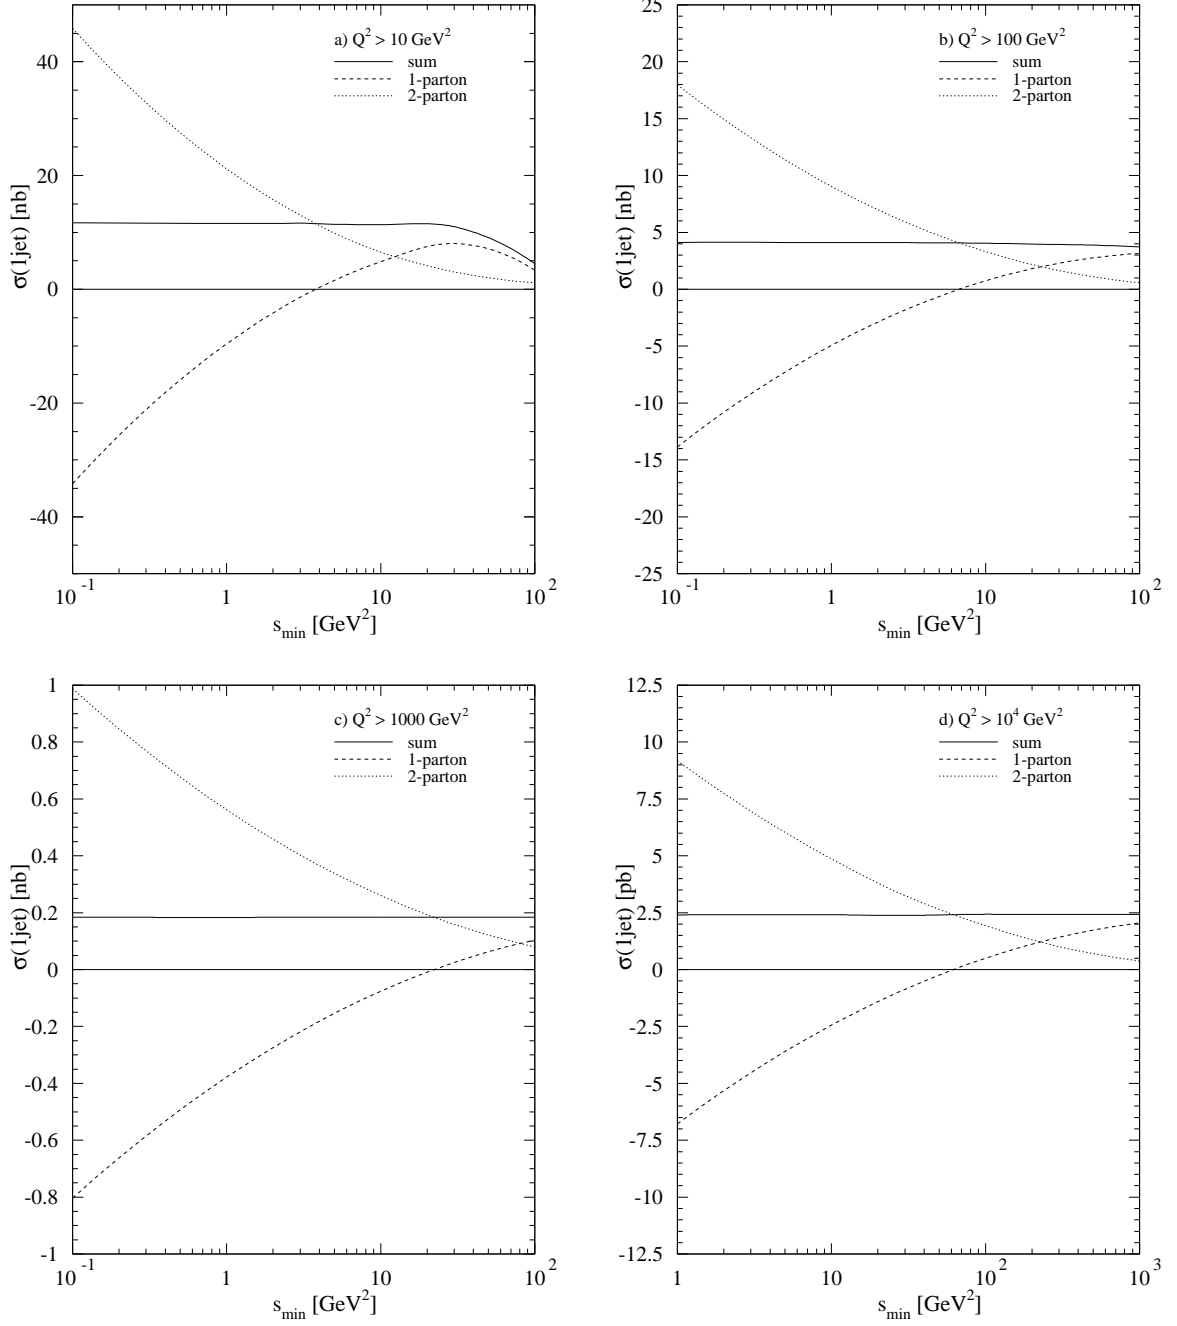 a) Q² > 10 GeV²
sum
1-parton
2-parton
σ(1jet) [nb]
40
20
0
-20
-40
10⁻¹
1
10
10²
s_min [GeV²]
b) Q² > 100 GeV²
sum
1-parton
2-parton
σ(1jet) [nb]
25
20
15
10
5
0
-5
-10
-15
-20
-25
10⁻¹
1
10
10²
s_min [GeV²]
c) Q² > 1000 GeV²
sum
1-parton
2-parton
σ(1jet) [nb]
1
0.8
0.6
0.4
0.2
0
-0.2
-0.4
-0.6
-0.8
-1
10⁻¹
1
10
10²
s_min [GeV²]
d) Q² > 10⁴ GeV²
sum
1-parton
2-parton
σ(1jet) [pb]
12.5
10
7.5
5
2.5
0
-2.5
-5
-7.5
-10
-12.5
1
10
10²
10³
s_min [GeV²]